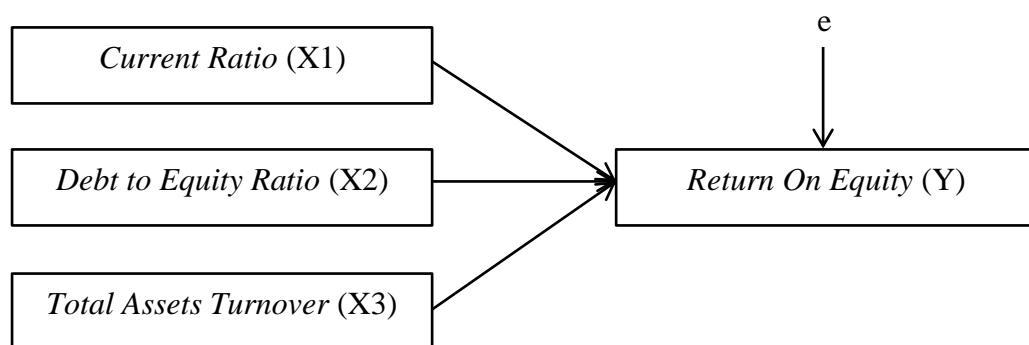 e
Current Ratio (X1)
Debt to Equity Ratio (X2)
Return On Equity (Y)
Total Assets Turnover (X3)